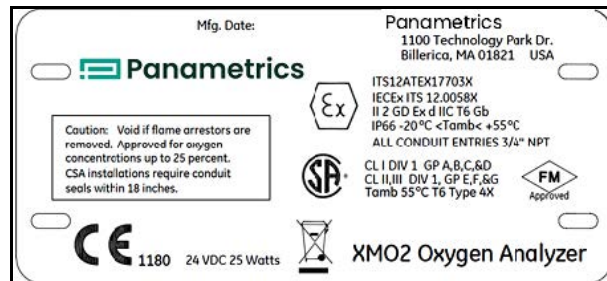 Mfg. Date:
Panametrics
1100 Technology Park Dr.
Billerica, MA 01821 USA
Panametrics
Ex
ITS12ATEX17703X
IECEx ITS 12.0058X
II 2 GD Ex d IIC T6 Gb
IP66 -20°C <Tamb< +55°C
ALL CONDUIT ENTRIES 3/4" NPT
Caution: Void if flame arrestors are
removed. Approved for oxygen
concentrotions up to 25 percent.
CSA installations require conduit
seals within 18 inches.
SA
CL I DIV 1 GP A,B,C,&D
CL II,III DIV 1, GP E,F,&G
Tamb 55°C T6 Type 4X
FM
Approved
CE 1180 24 VDC 25 Watts
XMO2 Oxygen Analyzer